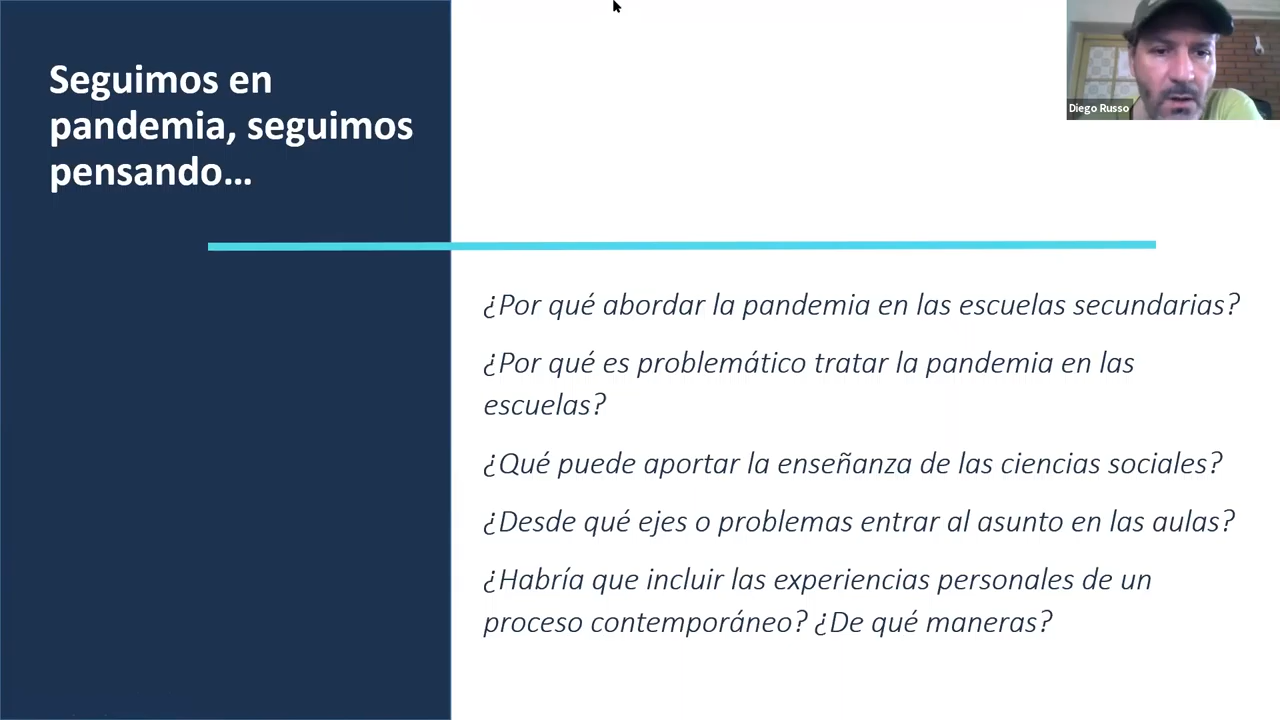 Seguimos en
pandemia, seguimos
pensando…
Diego Russo
¿Por qué abordar la pandemia en las escuelas secundarias?
¿Por qué es problemático tratar la pandemia en las
escuelas?
¿Qué puede aportar la enseñanza de las ciencias sociales?
¿Desde qué ejes o problemas entrar al asunto en las aulas?
¿Habría que incluir las experiencias personales de un
proceso contemporáneo? ¿De qué maneras?